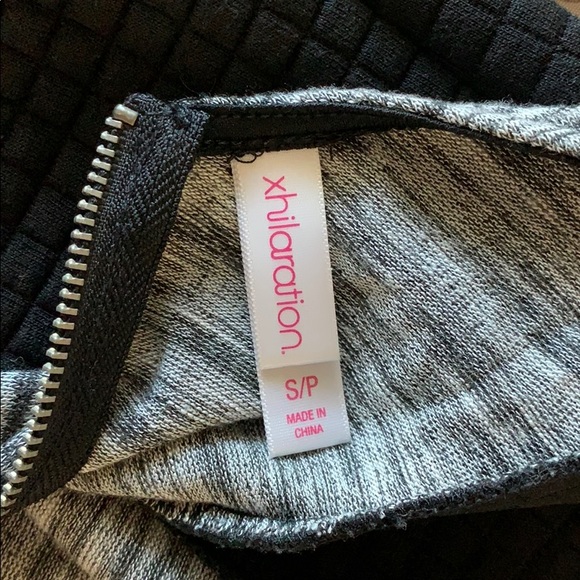 xhilaration.
S/P
MADE IN
CHINA